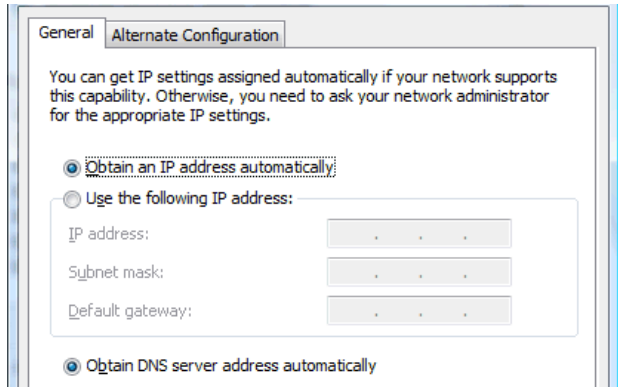 General
Alternate Configuration
You can get IP settings assigned automatically if your network supports
this capability. Otherwise, you need to ask your network administrator
for the appropriate IP settings.
Obtain an IP address automatically
Use the following IP address:
IP address:
Subnet mask:
Default gateway:
Obtain DNS server address automatically